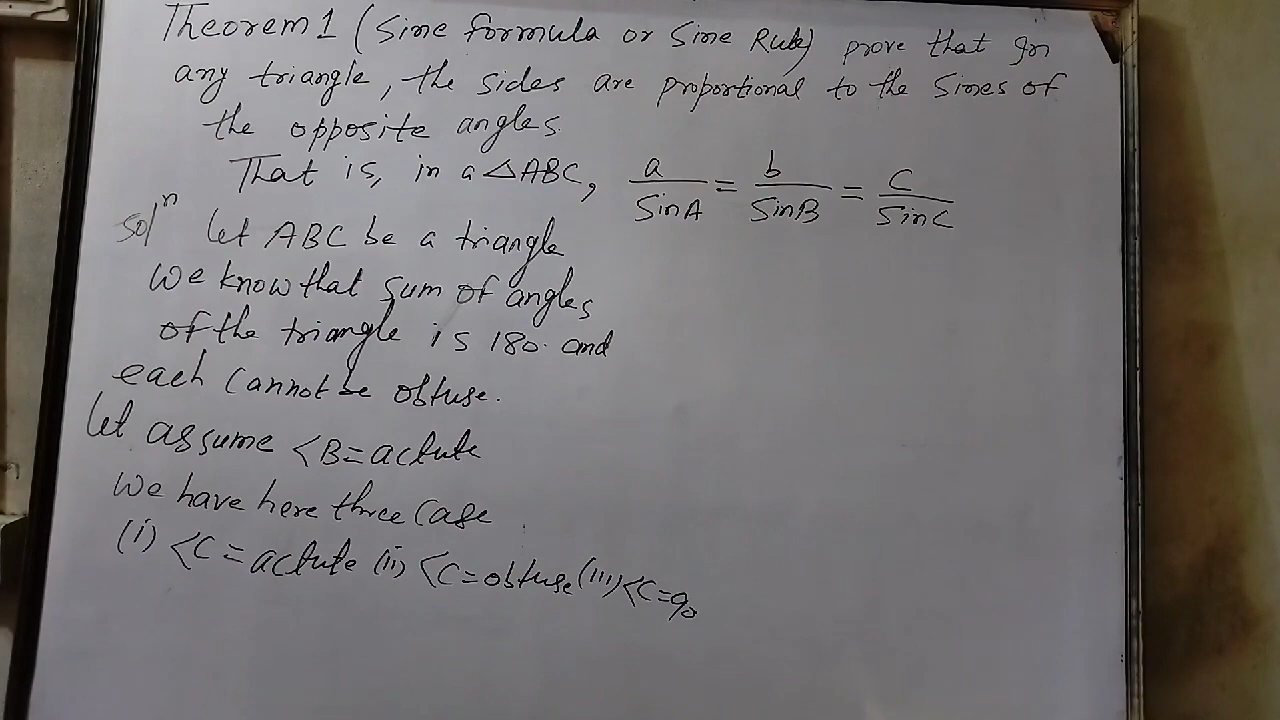 Theorem 1 (Sine formula or Sine Rule) prove that In
any triangle, the sides are proportional to the Sines of
the opposite angles.
That is, in a △ABC, a/SinA = b/SinB = c/SinC
Solⁿ let ABC be a triangle
We know that sum of angles
of the triangle is 180. and
each cannot be obtuse.
let assume <B=actute
We have here three case
(i) <C=actute (ii) <C=obtuse (iii) <C=90